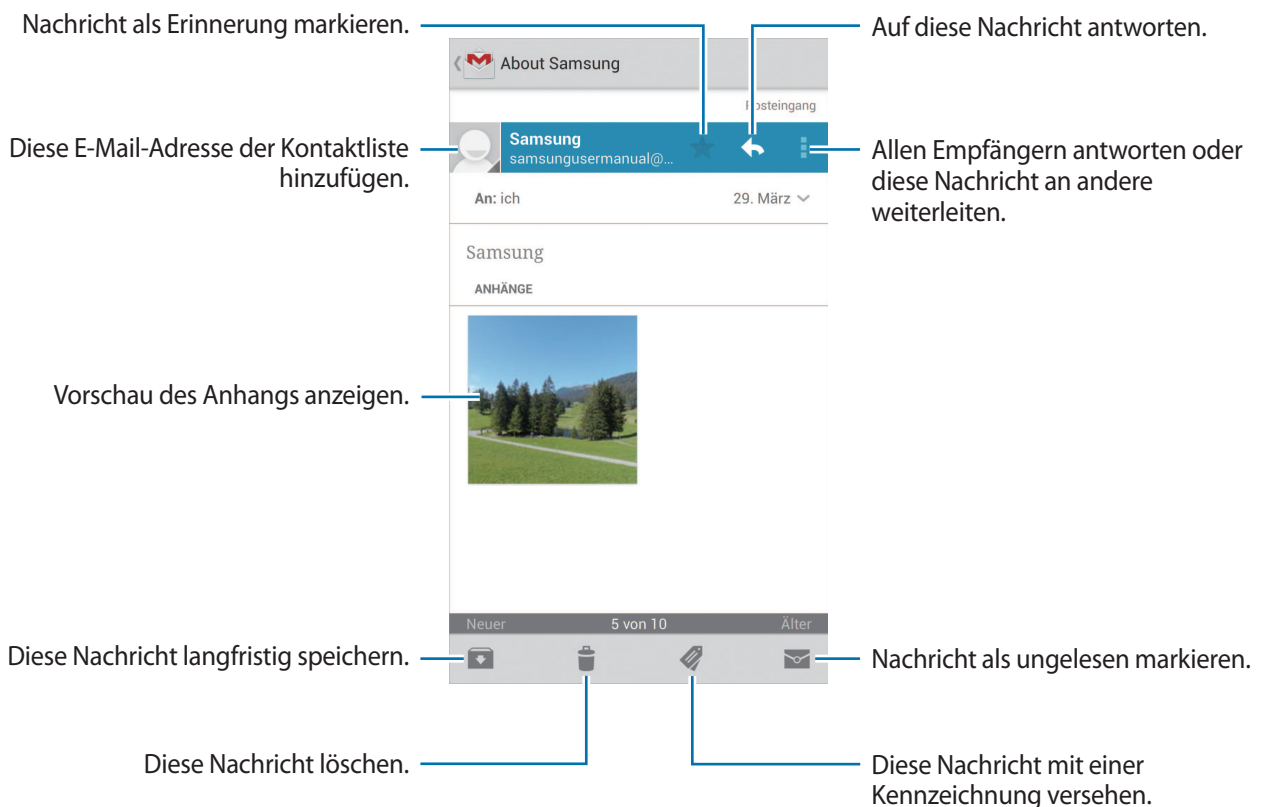 Nachricht als Erinnerung markieren.
Auf diese Nachricht antworten.
About Samsung
Posteingang
Diese E-Mail-Adresse der Kontaktliste
hinzufügen.
Samsung
samsungusermanual@...
Allen Empfängern antworten oder
diese Nachricht an andere
weiterleiten.
An: ich
29. März
Samsung
ANHÄNGE
Vorschau des Anhangs anzeigen.
Neuer
5 von 10
Älter
Diese Nachricht langfristig speichern.
Nachricht als ungelesen markieren.
Diese Nachricht löschen.
Diese Nachricht mit einer
Kennzeichnung versehen.